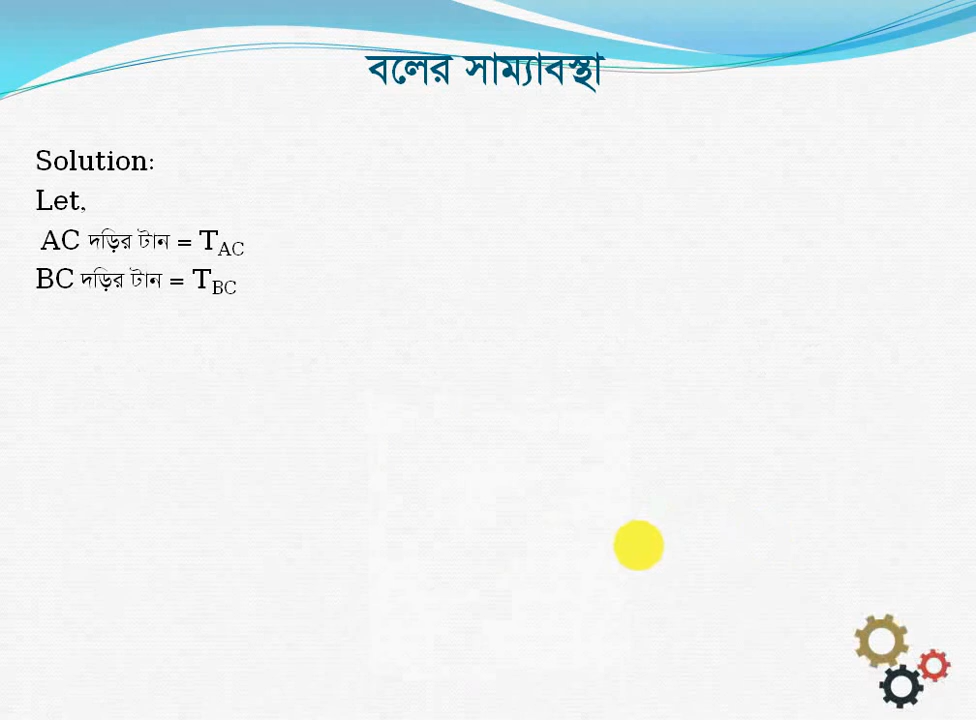 বলের সাম্যাবস্থা
Solution:
Let,
AC দড়ির টান = T_AC
BC দড়ির টান = T_BC